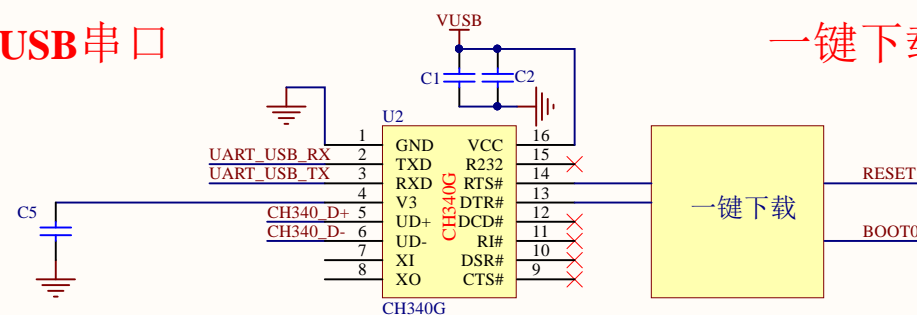 USB串口
一键下载
VUSB
C1
C2
U2
1 GND VCC 16
UART_USB_RX 2 TXD R232 15
UART_USB_TX 3 RXD RTS# 14
4 V3 DTR# 13
CH340_D+ 5 UD+ DCD# 12
CH340_D- 6 UD- RI# 11
7 XI DSR# 10
8 XO CTS# 9
CH340G
CH340G
C5
一键下载
RESET
BOOT0